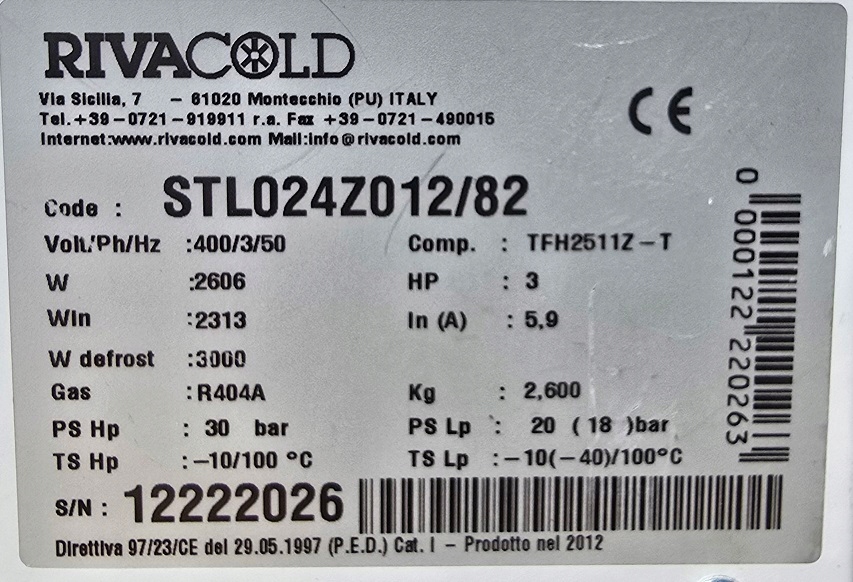 RIVACOLD
Via Sicilia, 7 – 61020 Montecchio (PU) ITALY
Tel.+39–0721–919911 r.a. Fax +39–0721–490015
Internet:www.rivacold.com Mail:info@rivacold.com
CE
Code : STL024Z012/82
Volt/Ph/Hz :400/3/50 Comp. : TFH2511Z–T
W :2606 HP : 3
Win :2313 In (A) : 5,9
W defrost :3000
Gas :R404A Kg : 2,600
PS Hp : 30 bar PS Lp : 20 (18 )bar
TS Hp :–10/100 °C TS Lp :–10(–40)/100°C
S/N : 12222026
Direttiva 97/23/CE del 29.05.1997 (P.E.D.) Cat. I – Prodotto nel 2012
0 000122 220263